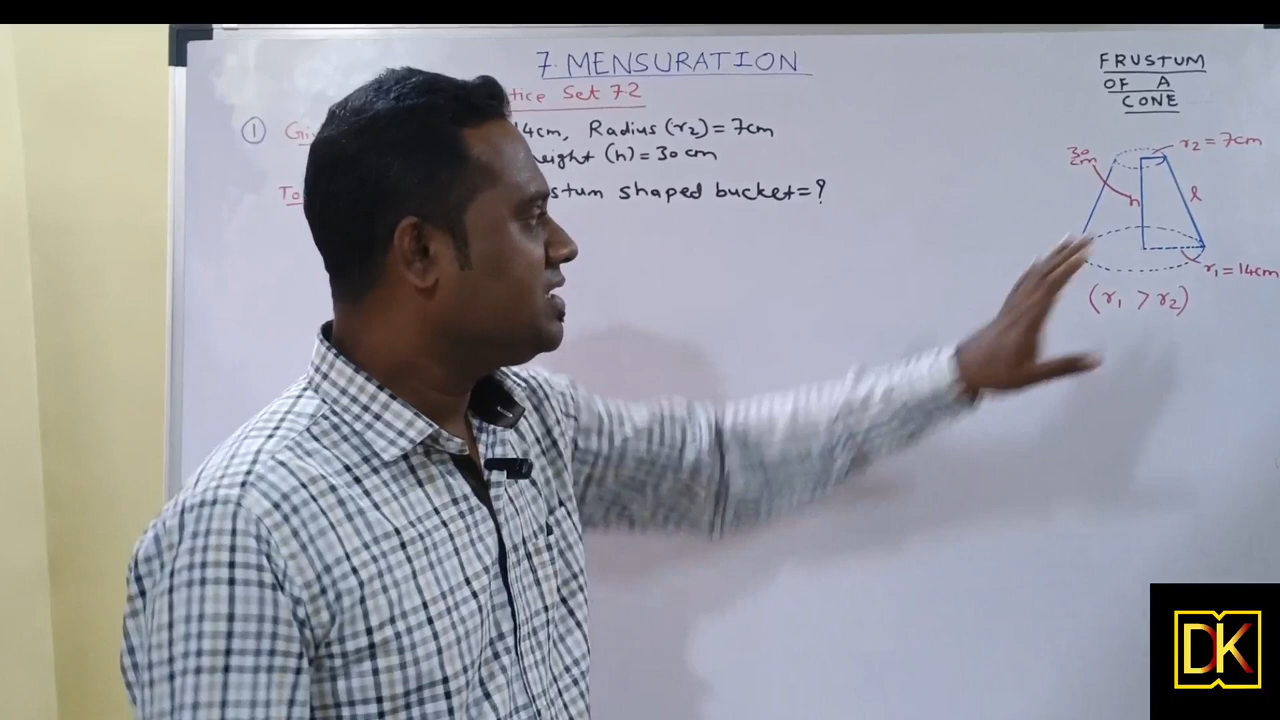 7. MENSURATION
tice Set 7.2
① Gi 14cm, Radius (r₂) = 7cm
eight (h) = 30 cm
To stum shaped bucket = ?
FRUSTUM
OF A
CONE
30 cm
r₂ = 7cm
h
l
r₁ = 14cm
(r₁ > r₂)
DK